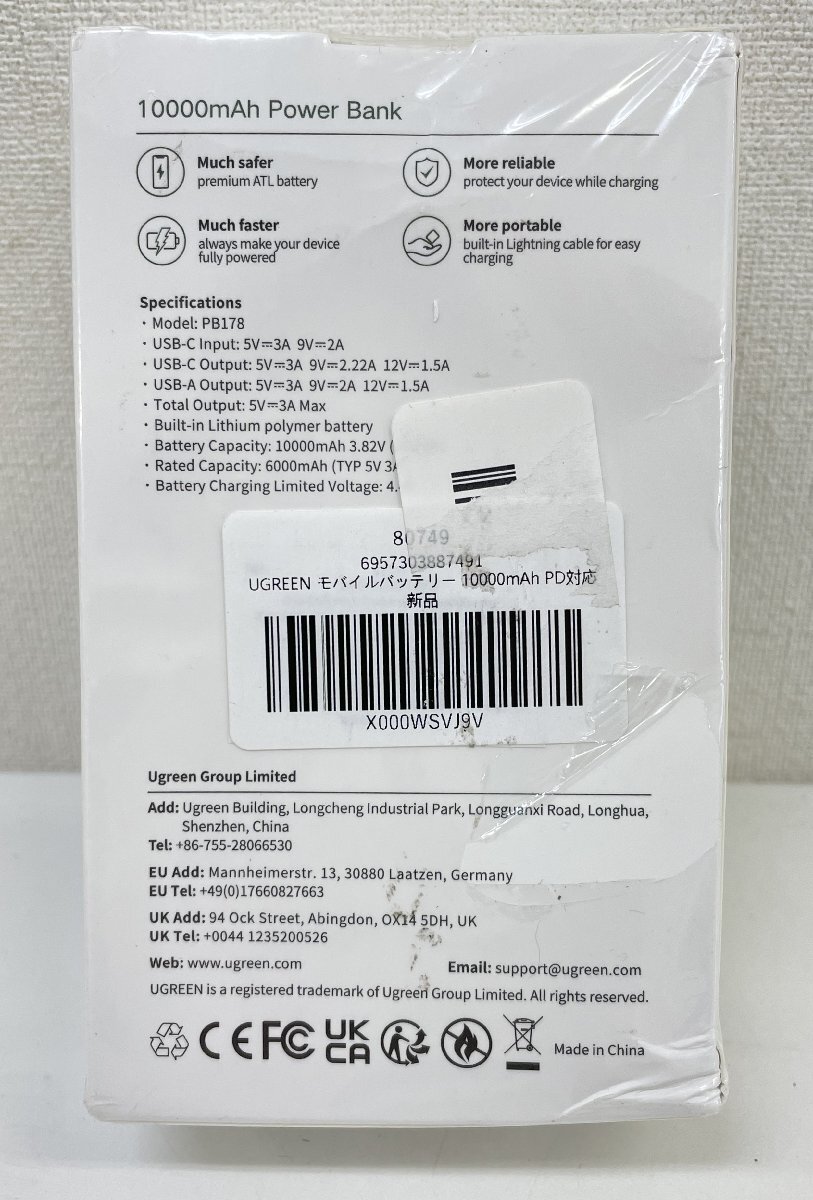 10000mAh Power Bank
Much safer
premium ATL battery
More reliable
protect your device while charging
Much faster
always make your device
fully powered
More portable
built-in Lightning cable for easy
charging
Specifications
· Model: PB178
· USB-C Input: 5V⎓3A 9V⎓2A
· USB-C Output: 5V⎓3A 9V⎓2.22A 12V⎓1.5A
· USB-A Output: 5V⎓3A 9V⎓2A 12V⎓1.5A
· Total Output: 5V⎓3A Max
· Built-in Lithium polymer battery
· Battery Capacity: 10000mAh 3.82V (
· Rated Capacity: 6000mAh (TYP 5V 3A
· Battery Charging Limited Voltage: 4.
80749
6957303887491
UGREEN モバイルバッテリー 10000mAh PD対応
新品
X000WSVJ9V
Ugreen Group Limited
Add: Ugreen Building, Longcheng Industrial Park, Longguanxi Road, Longhua,
Shenzhen, China
Tel: +86-755-28066530
EU Add: Mannheimerstr. 13, 30880 Laatzen, Germany
EU Tel: +49(0)17660827663
UK Add: 94 Ock Street, Abingdon, OX14 5DH, UK
UK Tel: +0044 1235200526
Web: www.ugreen.com
Email: support@ugreen.com
UGREEN is a registered trademark of Ugreen Group Limited. All rights reserved.
CE FC UK
CA
Made in China